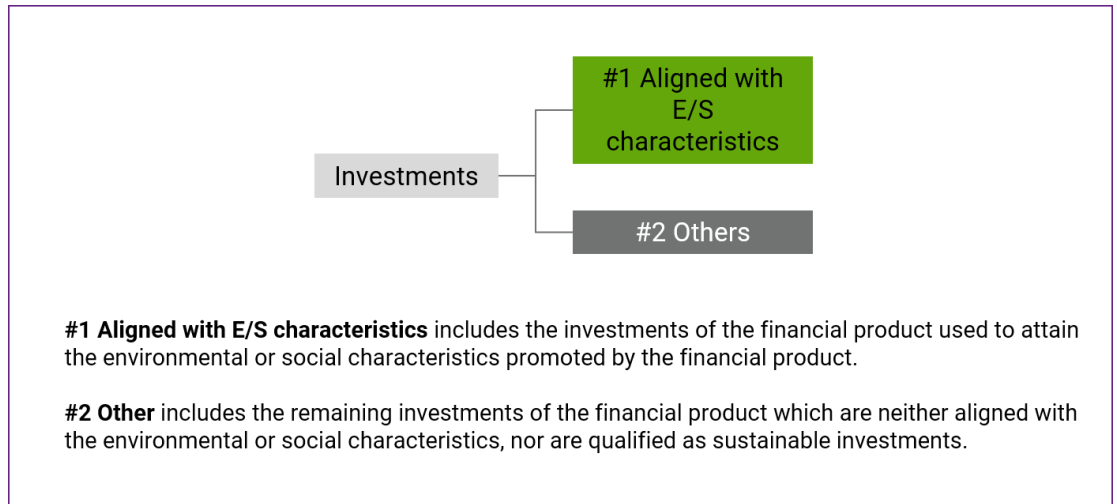 #1 Aligned with
E/S
characteristics
Investments
#2 Others
#1 Aligned with E/S characteristics includes the investments of the financial product used to attain
the environmental or social characteristics promoted by the financial product.
#2 Other includes the remaining investments of the financial product which are neither aligned with
the environmental or social characteristics, nor are qualified as sustainable investments.